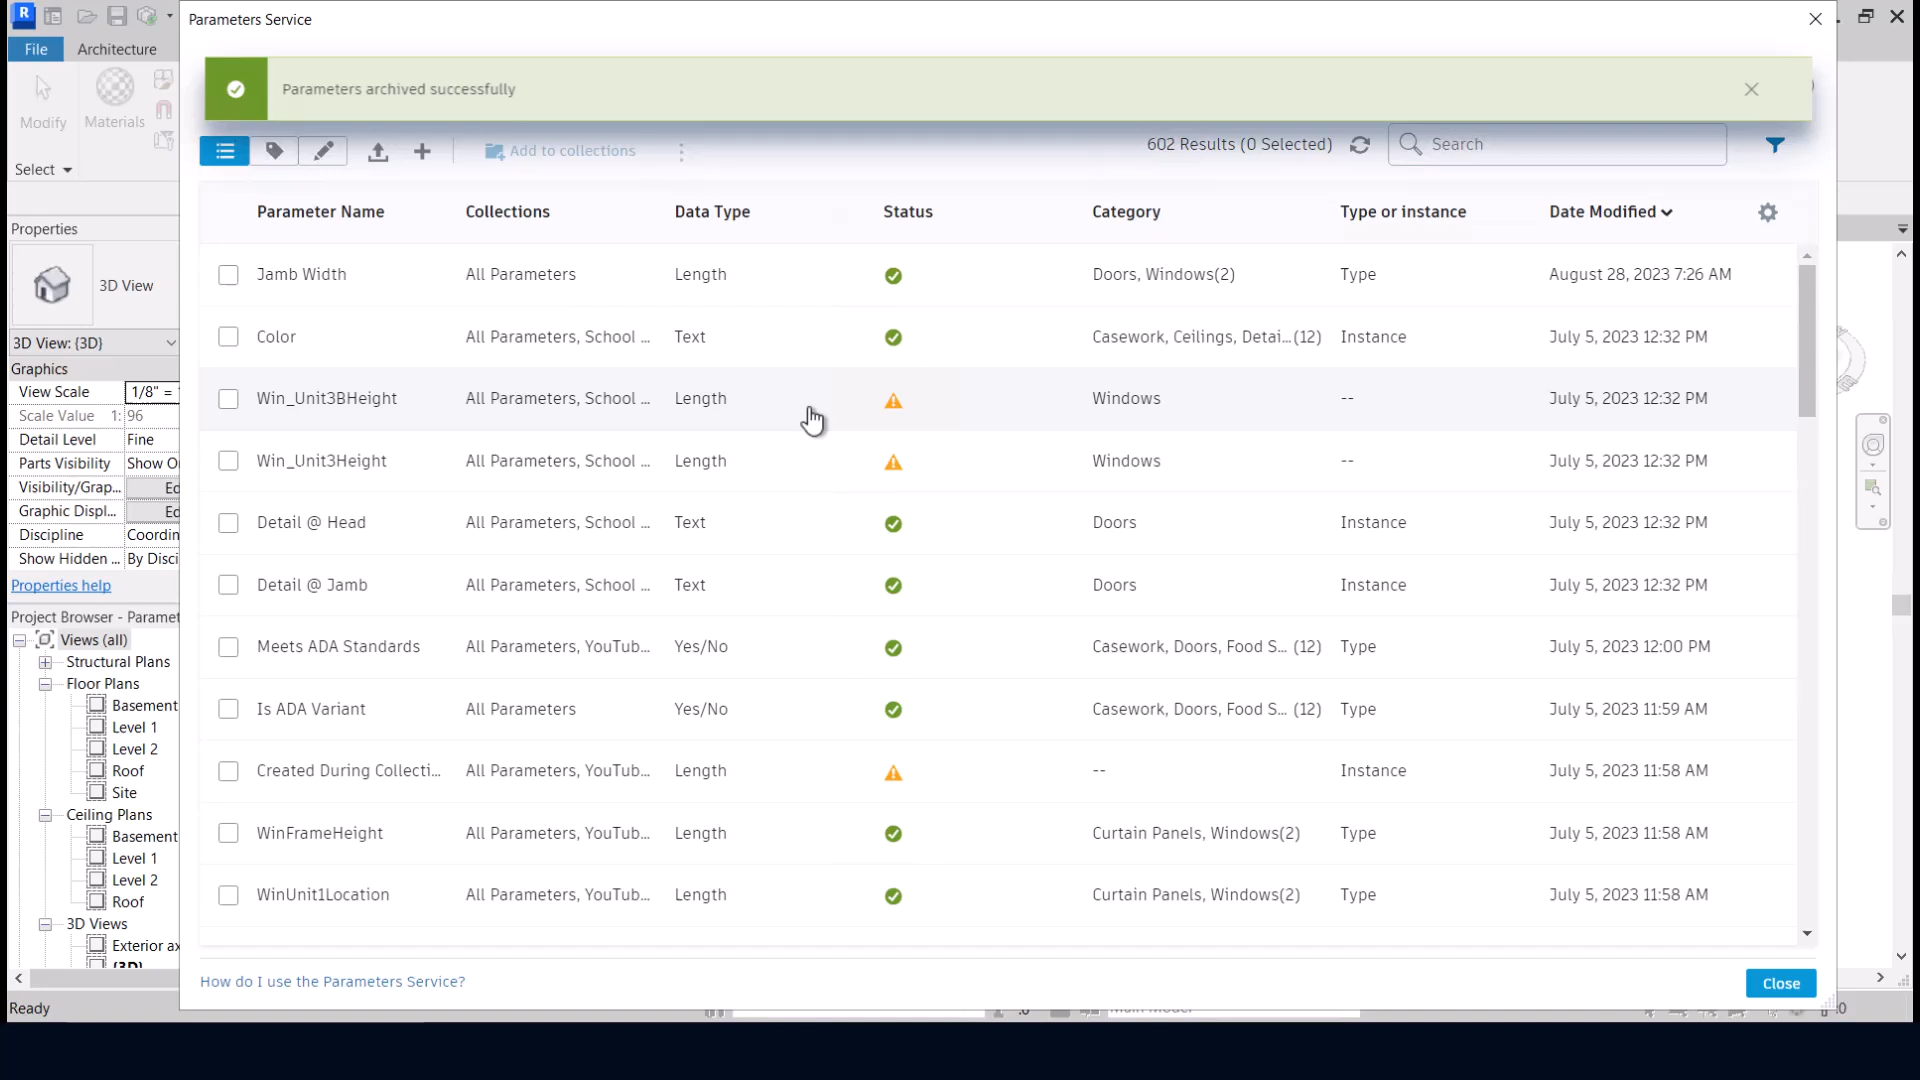 R
Parameters Service
File
Architecture
Parameters archived successfully
Modify
Materials
Select
Add to collections
602 Results (0 Selected)
Search
Parameter Name Collections Data Type Status Category Type or instance Date Modified
Jamb Width All Parameters Length Doors, Windows(2) Type August 28, 2023 7:26 AM
Color All Parameters, School ... Text Casework, Ceilings, Detai...(12) Instance July 5, 2023 12:32 PM
Win_Unit3BHeight All Parameters, School ... Length Windows -- July 5, 2023 12:32 PM
Win_Unit3Height All Parameters, School ... Length Windows -- July 5, 2023 12:32 PM
Detail @ Head All Parameters, School ... Text Doors Instance July 5, 2023 12:32 PM
Detail @ Jamb All Parameters, School ... Text Doors Instance July 5, 2023 12:32 PM
Meets ADA Standards All Parameters, YouTub... Yes/No Casework, Doors, Food S... (12) Type July 5, 2023 12:00 PM
Is ADA Variant All Parameters Yes/No Casework, Doors, Food S... (12) Type July 5, 2023 11:59 AM
Created During Collecti... All Parameters, YouTub... Length -- Instance July 5, 2023 11:58 AM
WinFrameHeight All Parameters, YouTub... Length Curtain Panels, Windows(2) Type July 5, 2023 11:58 AM
WinUnit1Location All Parameters, YouTub... Length Curtain Panels, Windows(2) Type July 5, 2023 11:58 AM
How do I use the Parameters Service?
Close
Properties
3D View
3D View: {3D}
Graphics
View Scale 1/8" =
Scale Value 1: 96
Detail Level Fine
Parts Visibility Show O
Visibility/Grap... Ed
Graphic Displ... Ed
Discipline Coordin
Show Hidden ... By Disci
Properties help
Project Browser - Paramet
Views (all)
Structural Plans
Floor Plans
Basement
Level 1
Level 2
Roof
Site
Ceiling Plans
Basement
Level 1
Level 2
Roof
3D Views
Exterior ax
{3D}
Ready